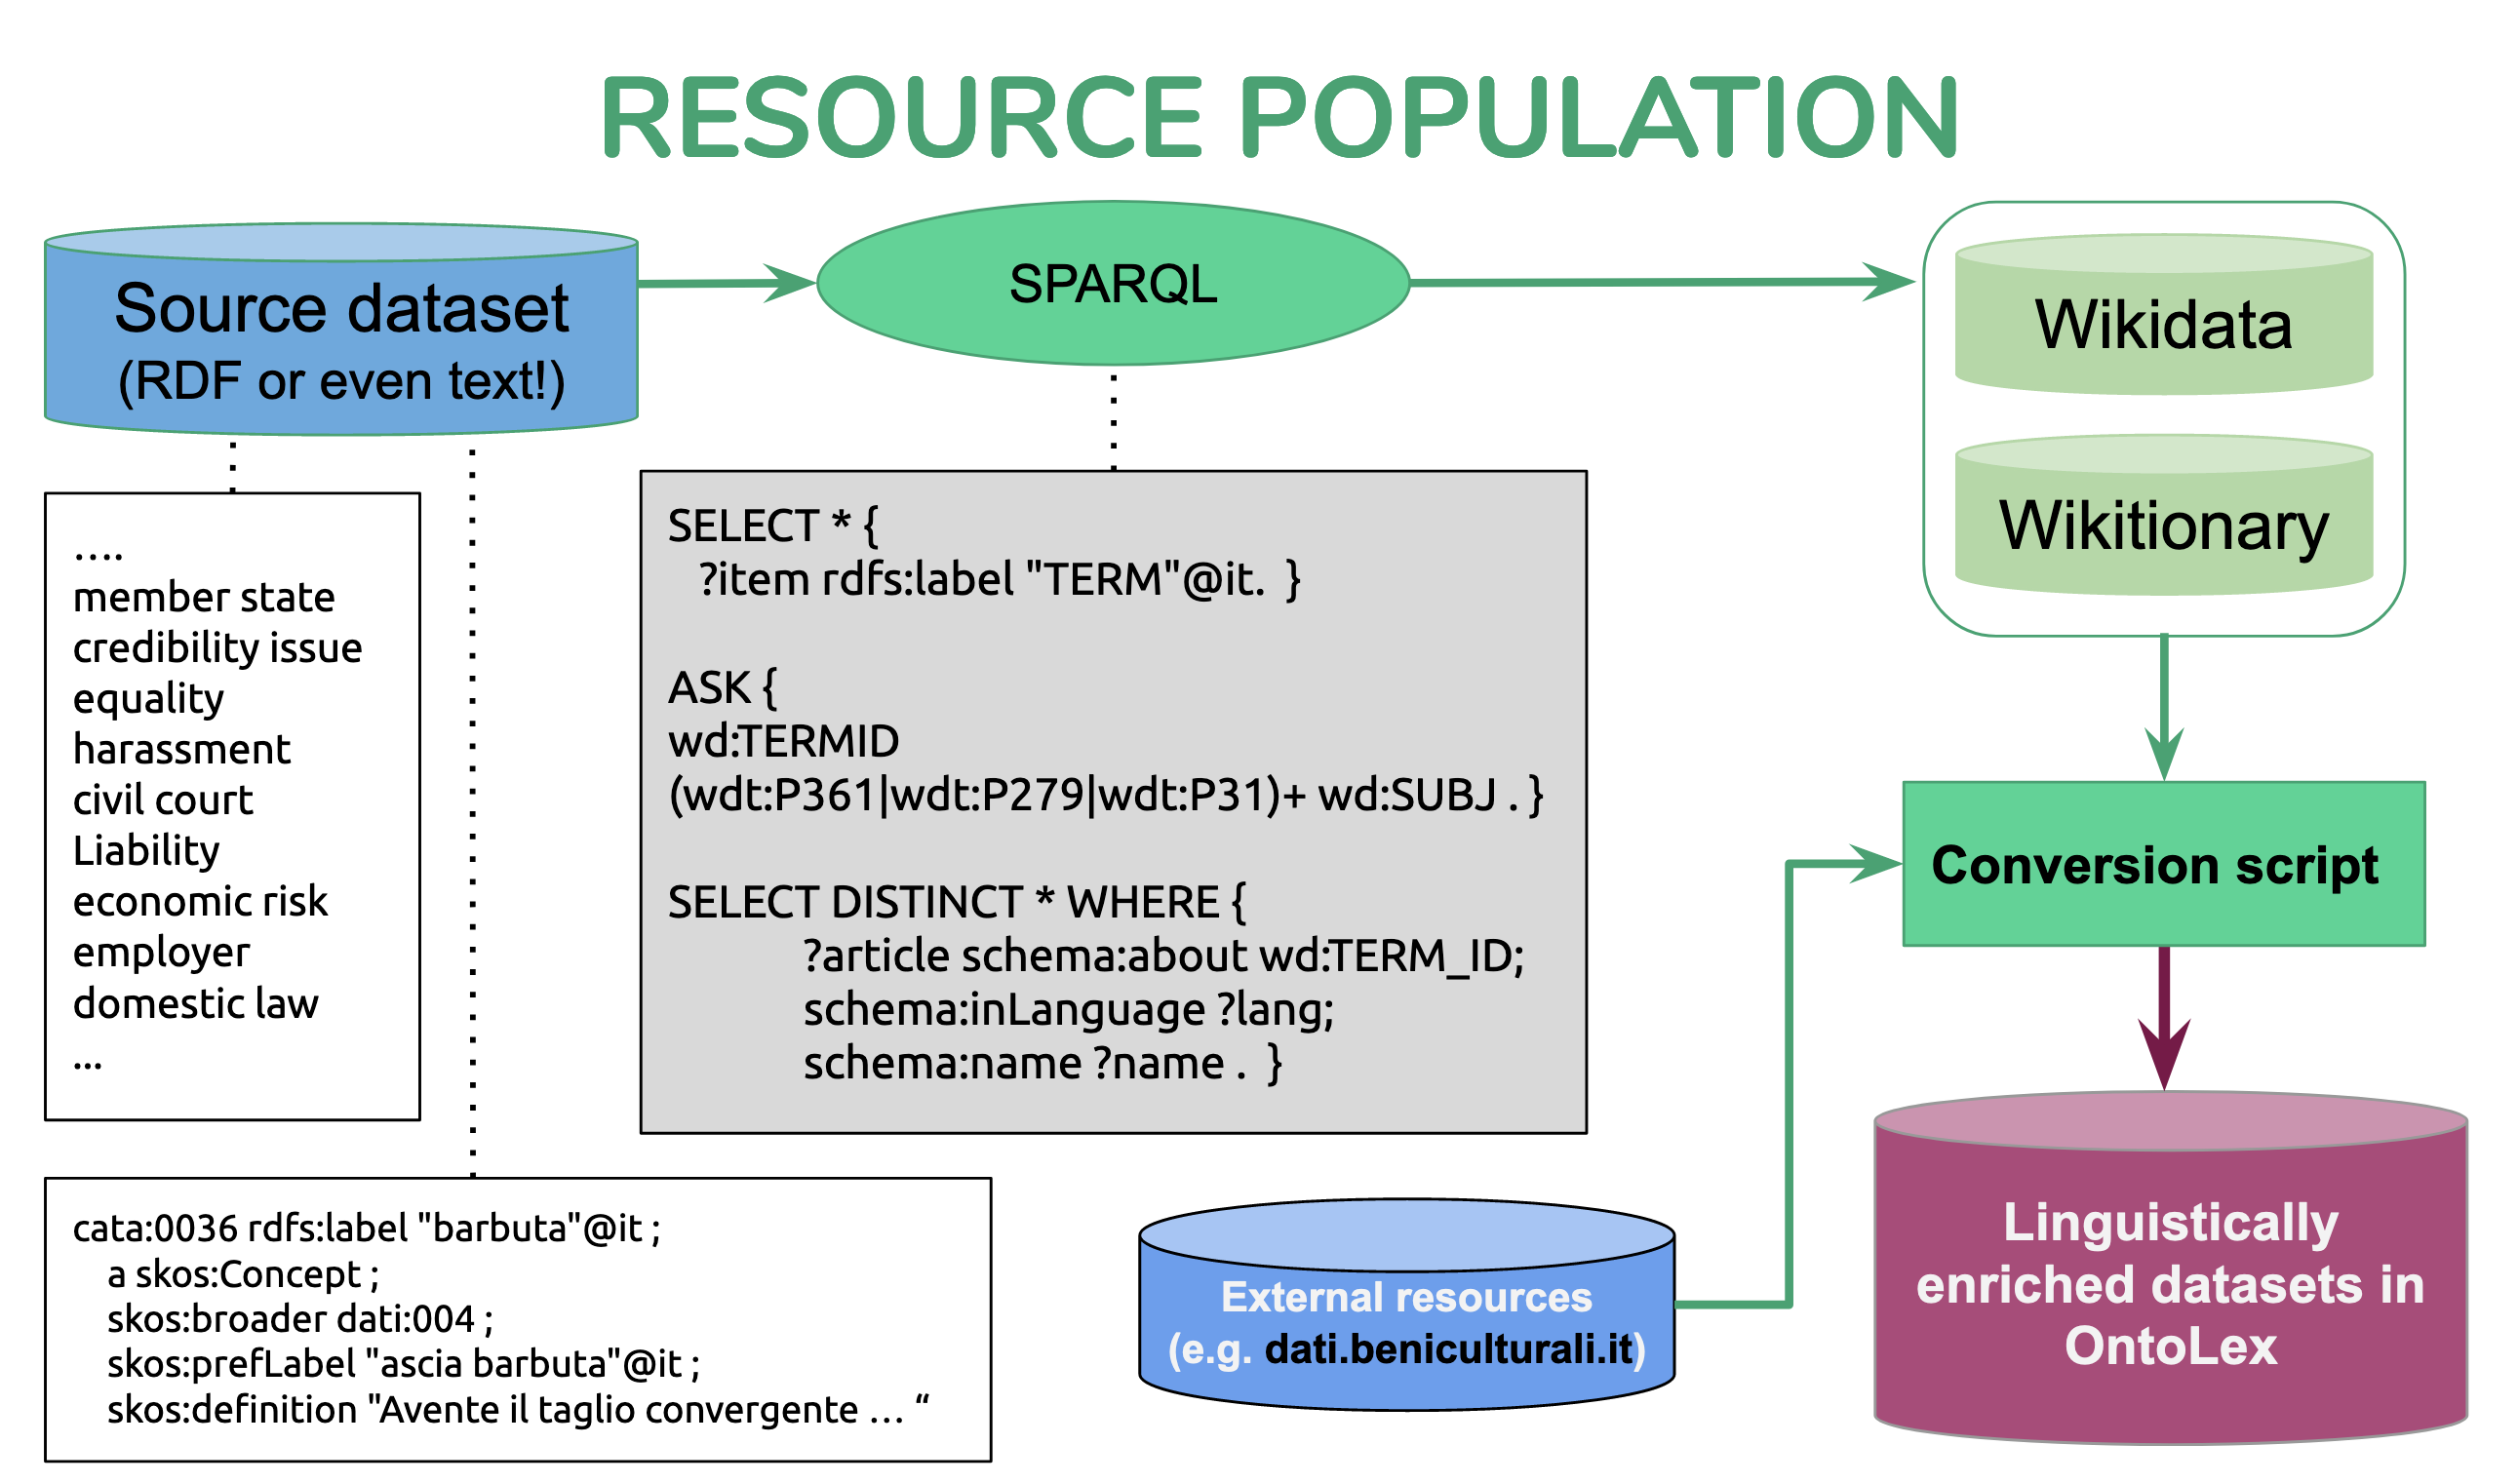 RESOURCE POPULATION
Source dataset
(RDF or even text!)
SPARQL
Wikidata
Wikitionary
....
member state
credibility issue
equality
harassment
civil court
Liability
economic risk
employer
domestic law
...
SELECT * {
?item rdfs:label "TERM"@it. }
ASK {
wd:TERMID
(wdt:P361|wdt:P279|wdt:P31)+ wd:SUBJ . }
SELECT DISTINCT * WHERE {
?article schema:about wd:TERM_ID;
schema:inLanguage ?lang;
schema:name ?name . }
Conversion script
cata:0036 rdfs:label "barbuta"@it ;
a skos:Concept ;
skos:broader dati:004 ;
skos:prefLabel "ascia barbuta"@it ;
skos:definition "Avente il taglio convergente … “
External resources
(e.g. dati.beniculturali.it)
Linguistically
enriched datasets in
OntoLex